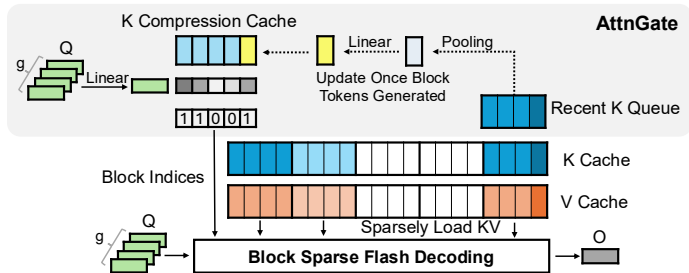 K Compression Cache
AttnGate
Q
g
Linear
Linear
Pooling
Update Once Block
Tokens Generated
Recent K Queue
1 1 0 0 1
K Cache
Block Indices
V Cache
Sparsely Load KV
Q
g
Block Sparse Flash Decoding
O